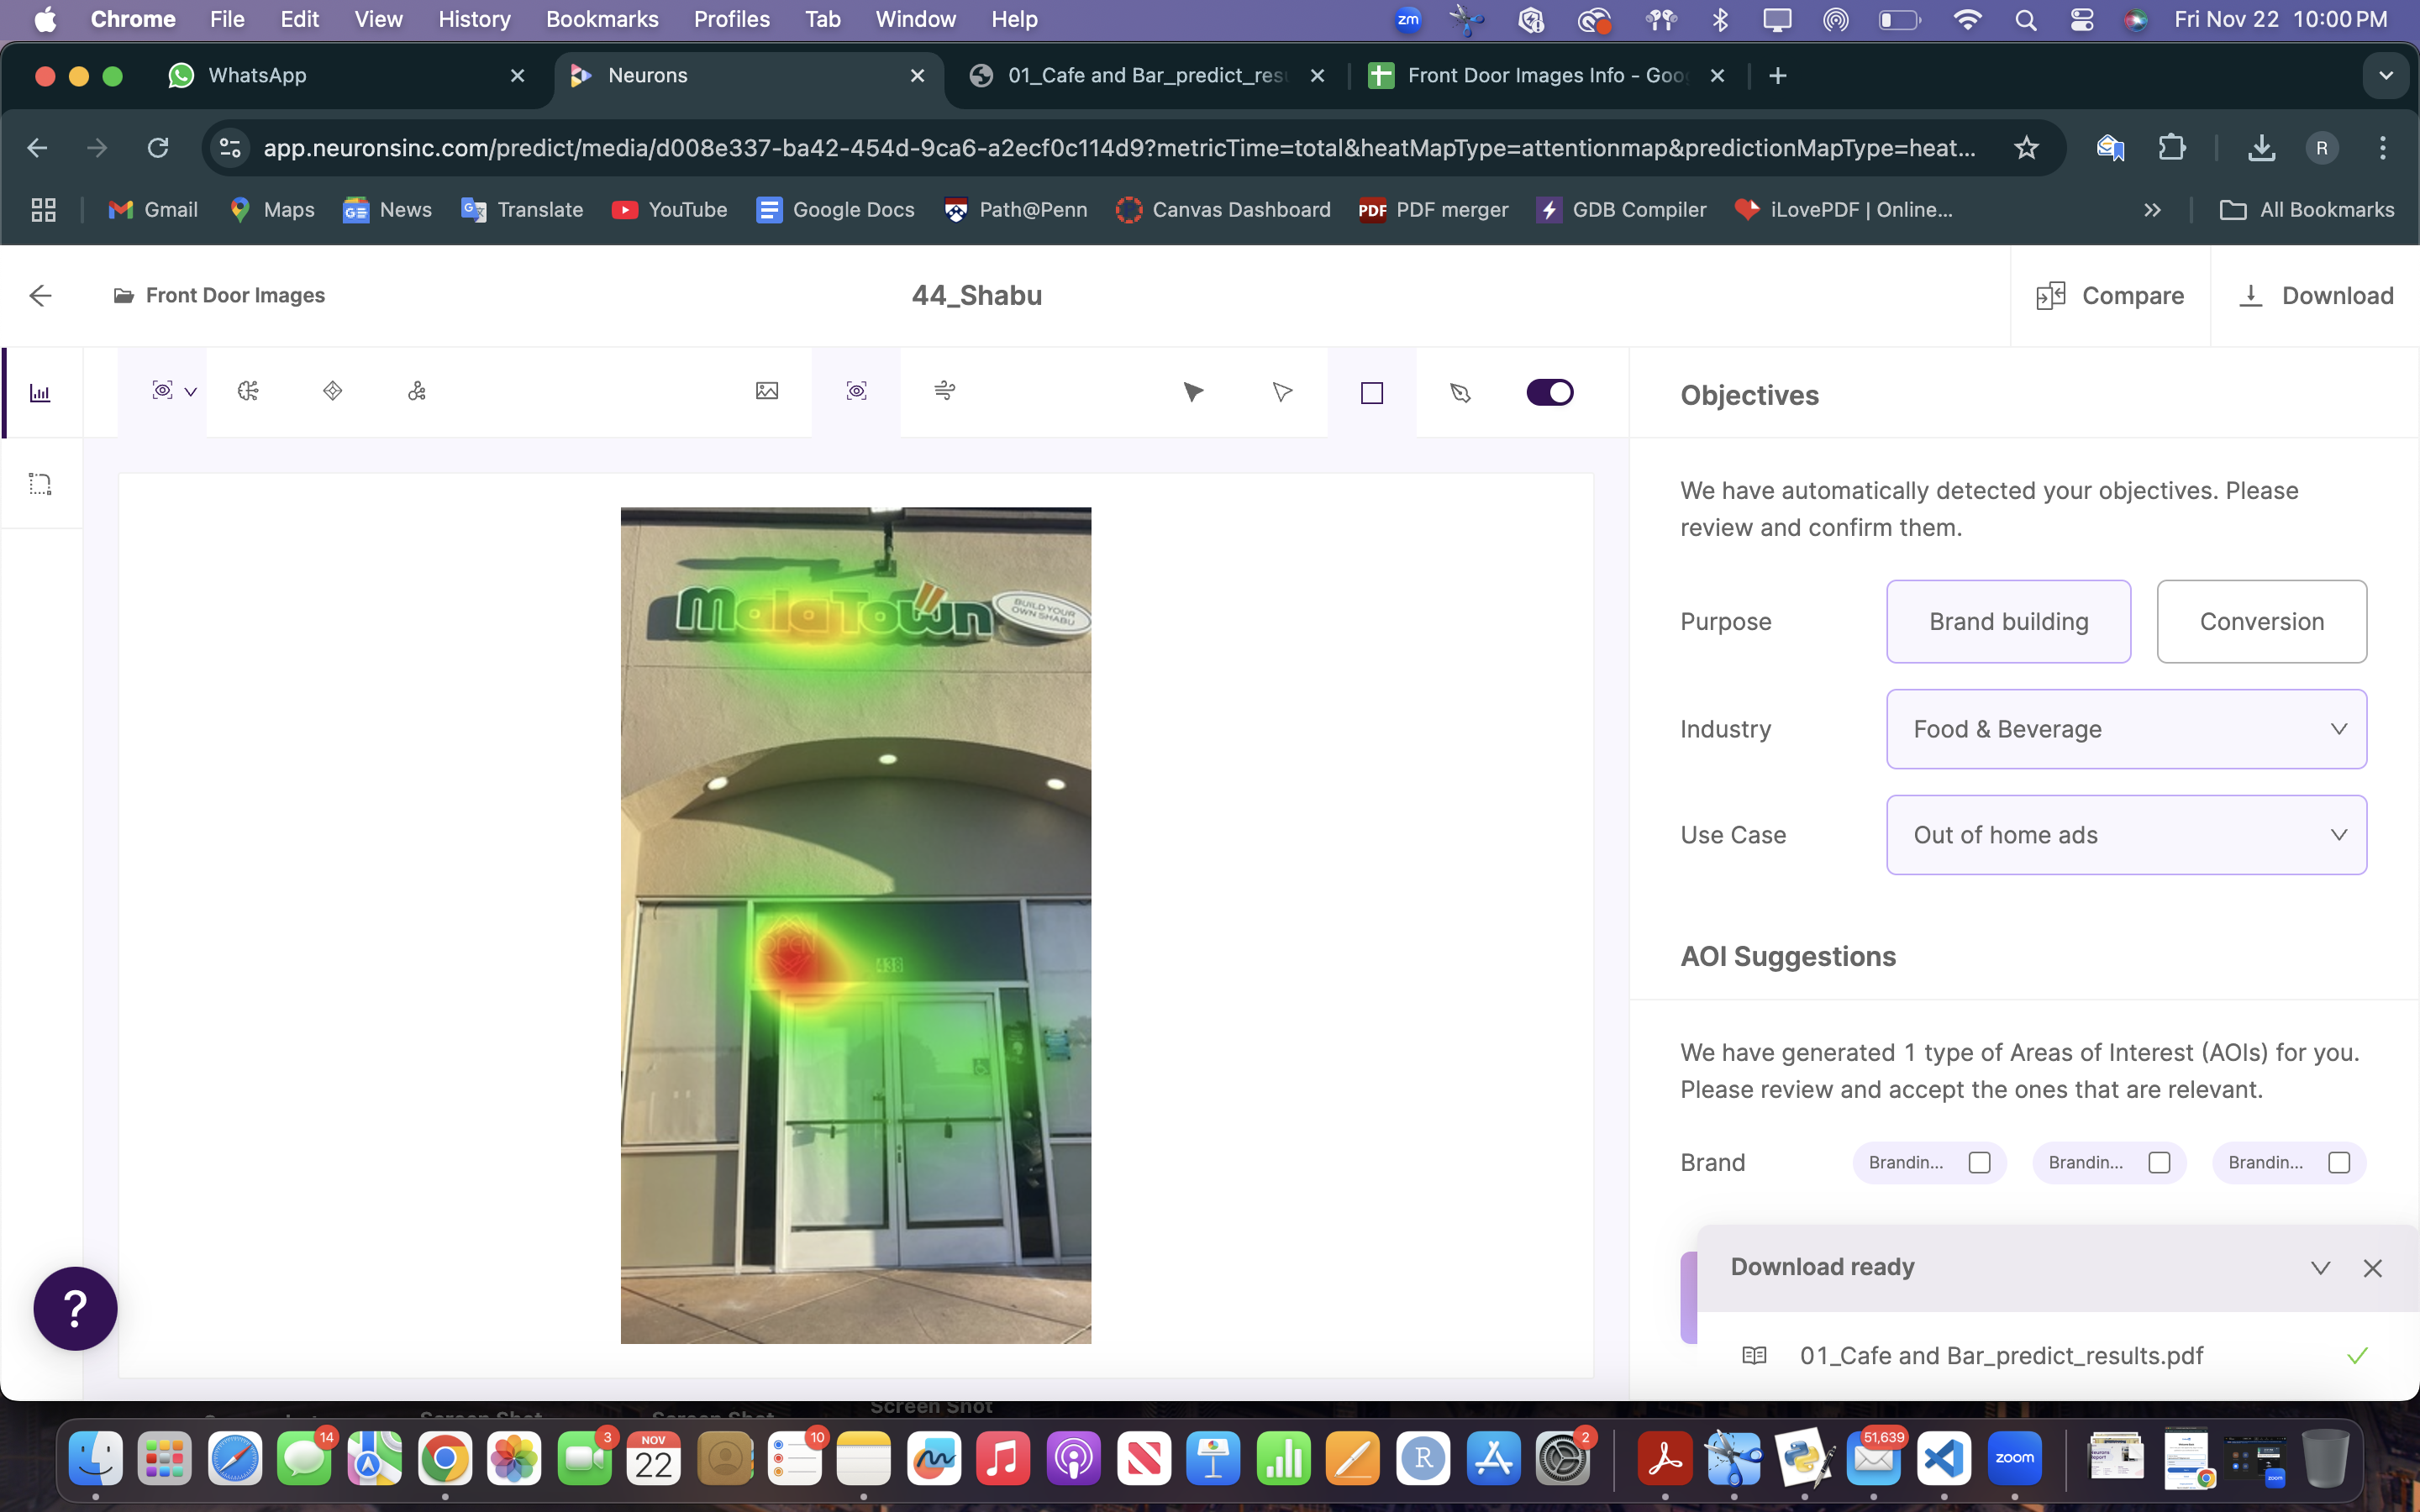 Chrome File Edit View History Bookmarks Profiles Tab Window Help zm Fri Nov 22 10:00 PM
WhatsApp Neurons 01_Cafe and Bar_predict_resu Front Door Images Info - Goo
app.neuronsinc.com/predict/media/d008e337-ba42-454d-9ca6-a2ecf0c114d9?metricTime=total&heatMapType=attentionmap&predictionMapType=heat... R
Gmail Maps News Translate YouTube Google Docs Path@Penn Canvas Dashboard PDF PDF merger GDB Compiler iLovePDF | Online... All Bookmarks
Front Door Images 44_Shabu Compare Download
Objectives
We have automatically detected your objectives. Please
review and confirm them.
Purpose Brand building Conversion
Industry Food & Beverage
Use Case Out of home ads
MalaTown BUILD YOUR
OWN SHABU
OPEN
438
AOI Suggestions
We have generated 1 type of Areas of Interest (AOIs) for you.
Please review and accept the ones that are relevant.
Brand Brandin... Brandin... Brandin...
Download ready
?
01_Cafe and Bar_predict_results.pdf
Screen Shot Screen Shot Screen Shot
14 3 NOV
22 10 R 2 51,639 zoom